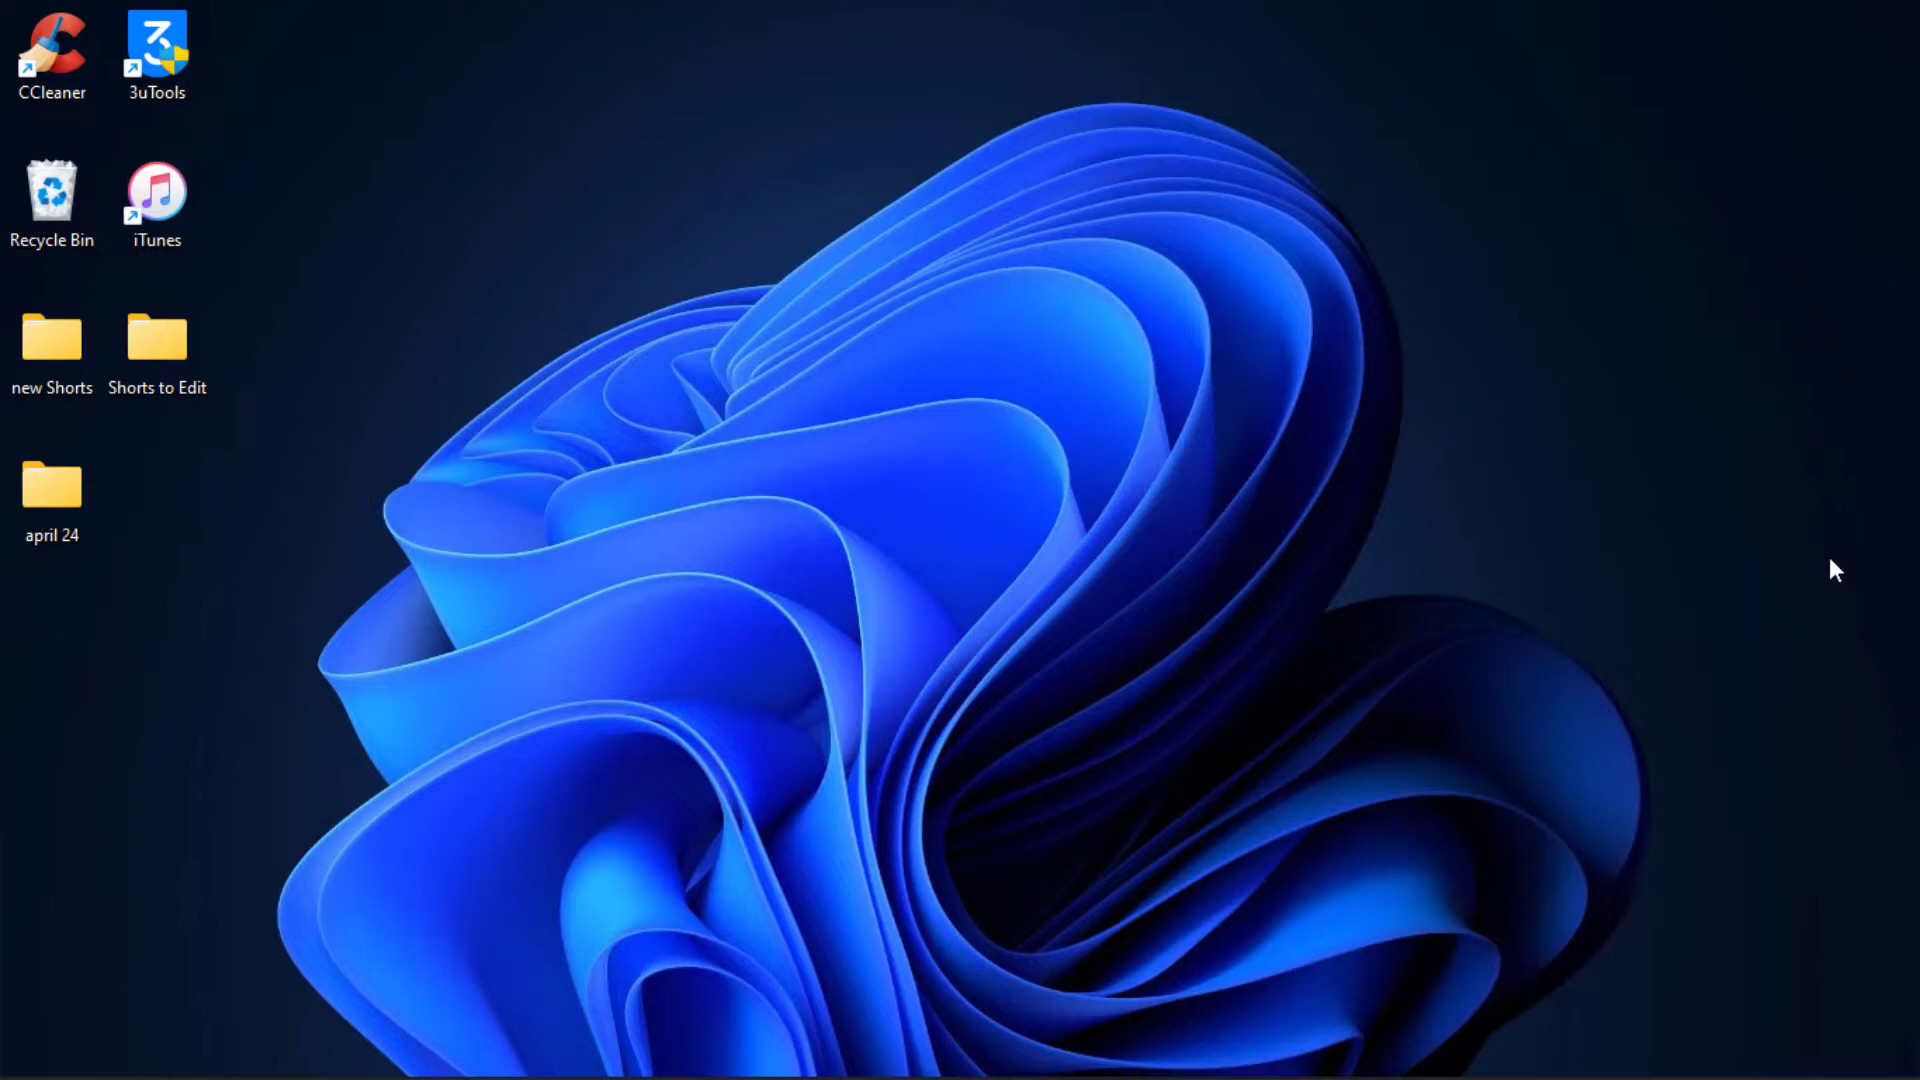 CCleaner
3uTools
Recycle Bin
iTunes
new Shorts
Shorts to Edit
april 24